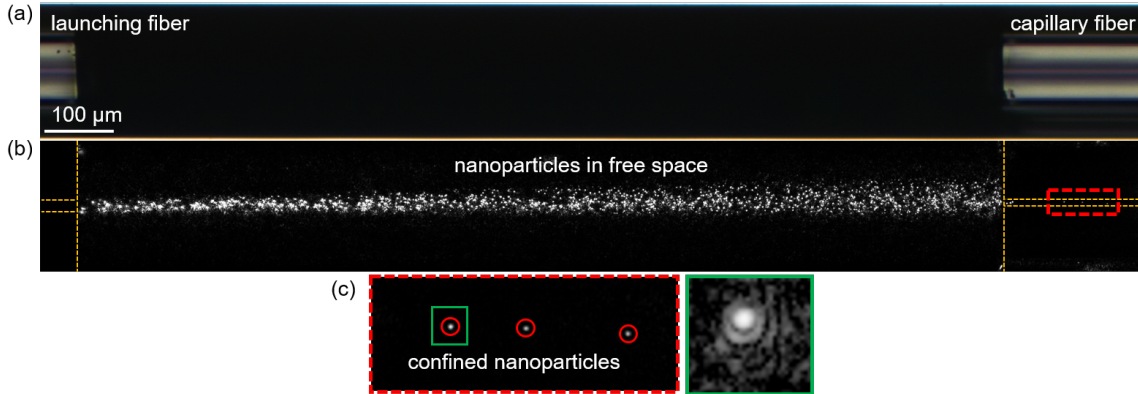 (a)
launching fiber
capillary fiber
100 µm
(b)
nanoparticles in free space
(c)
confined nanoparticles